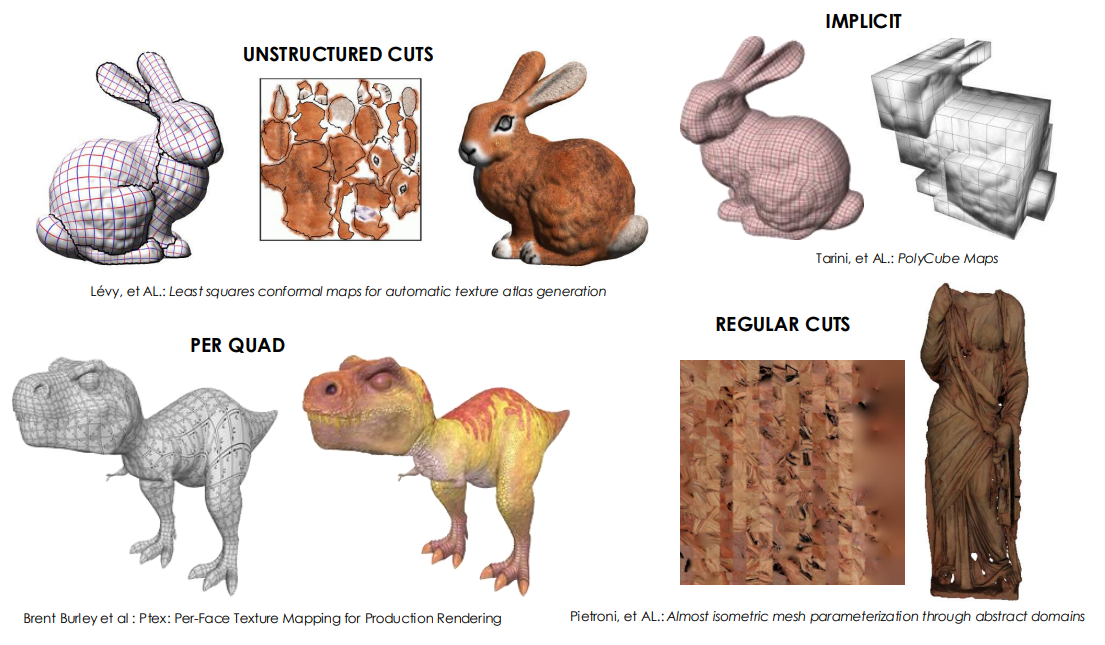 UNSTRUCTURED CUTS
Lévy, et AL.: Least squares conformal maps for automatic texture atlas generation
IMPLICIT
Tarini, et AL.: PolyCube Maps
PER QUAD
Brent Burley et al : Ptex: Per-Face Texture Mapping for Production Rendering
REGULAR CUTS
Pietroni, et AL.: Almost isometric mesh parameterization through abstract domains